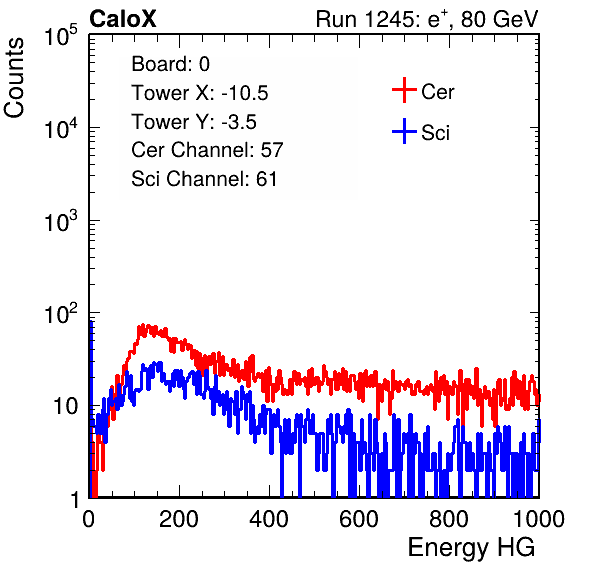 CaloX Run 1245: e⁺, 80 GeV
Counts
10⁵
10⁴
10³
10²
10
1
Board: 0
Tower X: -10.5
Tower Y: -3.5
Cer Channel: 57
Sci Channel: 61
Cer
Sci
0 200 400 600 800 1000
Energy HG